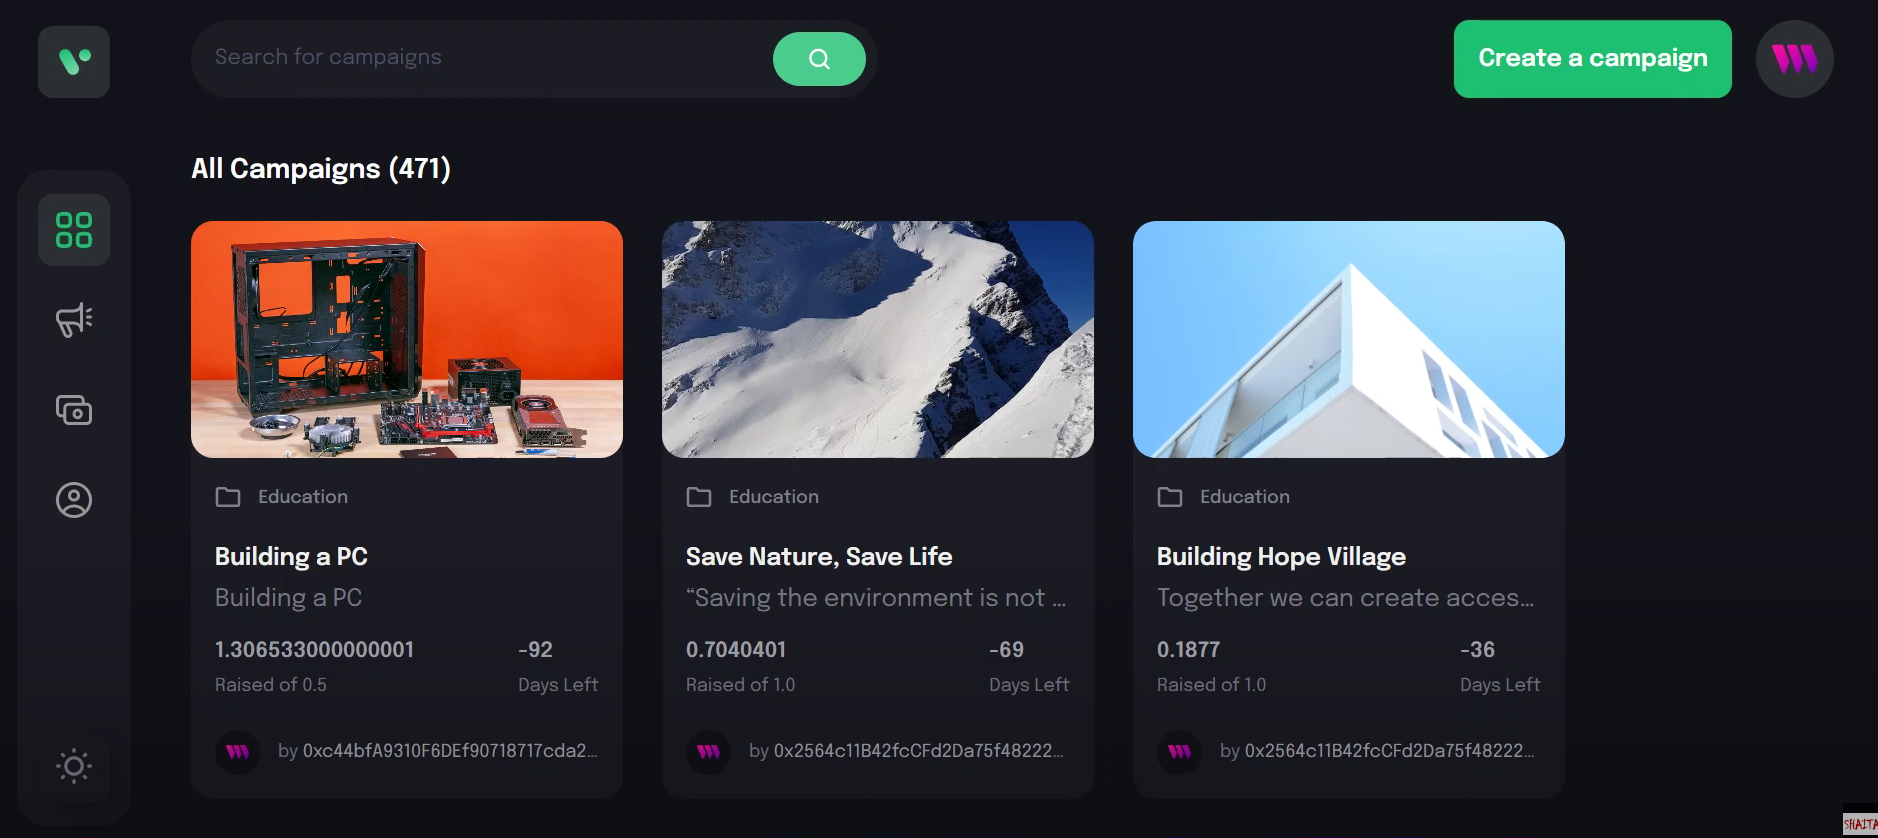 Search for campaigns
Create a campaign
All Campaigns (471)
Education
Building a PC
Building a PC
1.306533000000001
-92
Raised of 0.5
Days Left
by 0xc44bfA9310F6DEf90718717cda2...
Education
Save Nature, Save Life
“Saving the environment is not ...
0.7040401
-69
Raised of 1.0
Days Left
by 0x2564c11B42fcCFd2Da75f48222...
Education
Building Hope Village
Together we can create acces...
0.1877
-36
Raised of 1.0
Days Left
by 0x2564c11B42fcCFd2Da75f48222...
SHAITA